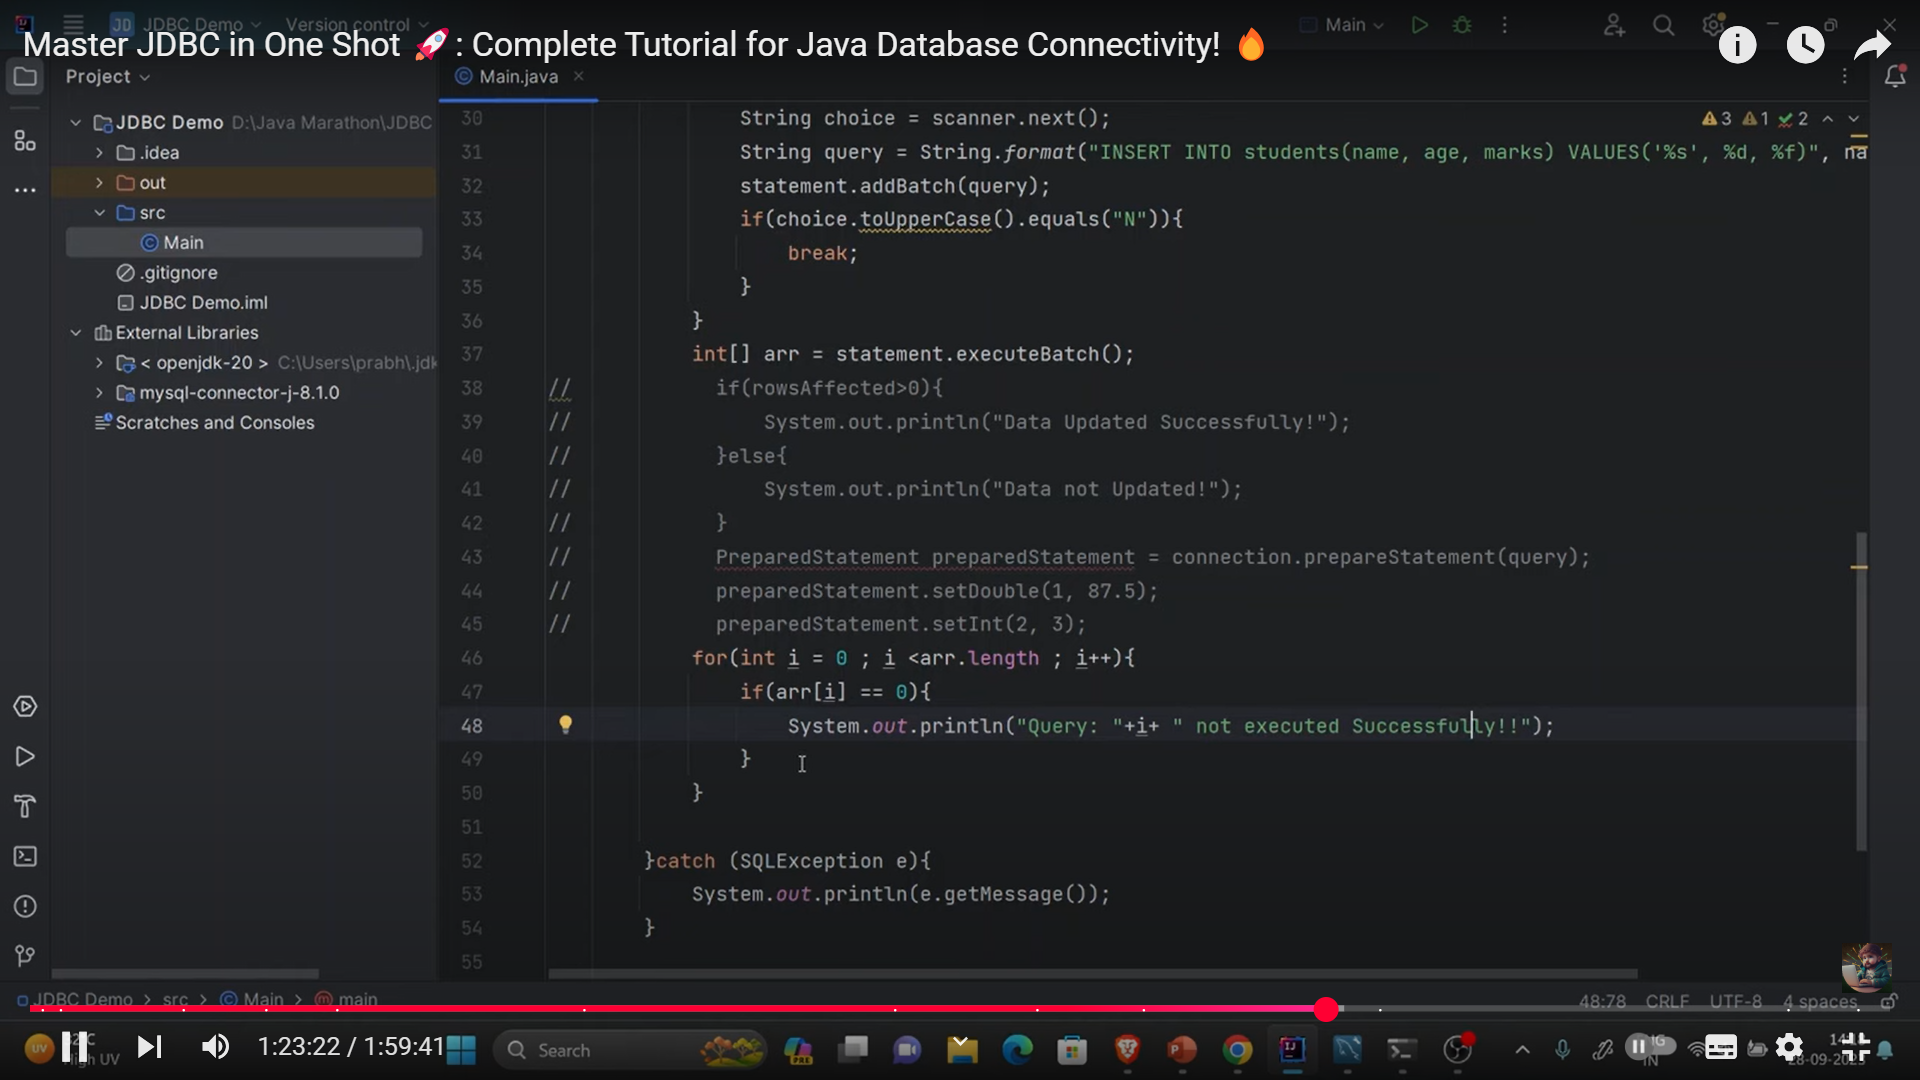 JD JDBC Demo Version control Main
Master JDBC in One Shot 🚀 : Complete Tutorial for Java Database Connectivity! 🔥
Project
Main.java
JDBC Demo D:\Java Marathon\JDBC
.idea
out
src
Main
.gitignore
JDBC Demo.iml
External Libraries
< openjdk-20 > C:\Users\prabh\.jdk
mysql-connector-j-8.1.0
Scratches and Consoles
3 1 2
30 String choice = scanner.next();
31 String query = String.format("INSERT INTO students(name, age, marks) VALUES('%s', %d, %f)", na
32 statement.addBatch(query);
33 if(choice.toUpperCase().equals("N")){
34 break;
35 }
36 }
37 int[] arr = statement.executeBatch();
38 // if(rowsAffected>0){
39 // System.out.println("Data Updated Successfully!");
40 // }else{
41 // System.out.println("Data not Updated!");
42 // }
43 // PreparedStatement preparedStatement = connection.prepareStatement(query);
44 // preparedStatement.setDouble(1, 87.5);
45 // preparedStatement.setInt(2, 3);
46 for(int i = 0 ; i <arr.length ; i++){
47 if(arr[i] == 0){
48 System.out.println("Query: "+i+ " not executed Successfully!!");
49 }
50 }
51
52 }catch (SQLException e){
53 System.out.println(e.getMessage());
54 }
55
JDBC Demo > src > Main > main
48:78 CRLF UTF-8 4 spaces
UV
High UV
1:23:22 / 1:59:41
Search
PRE
IN